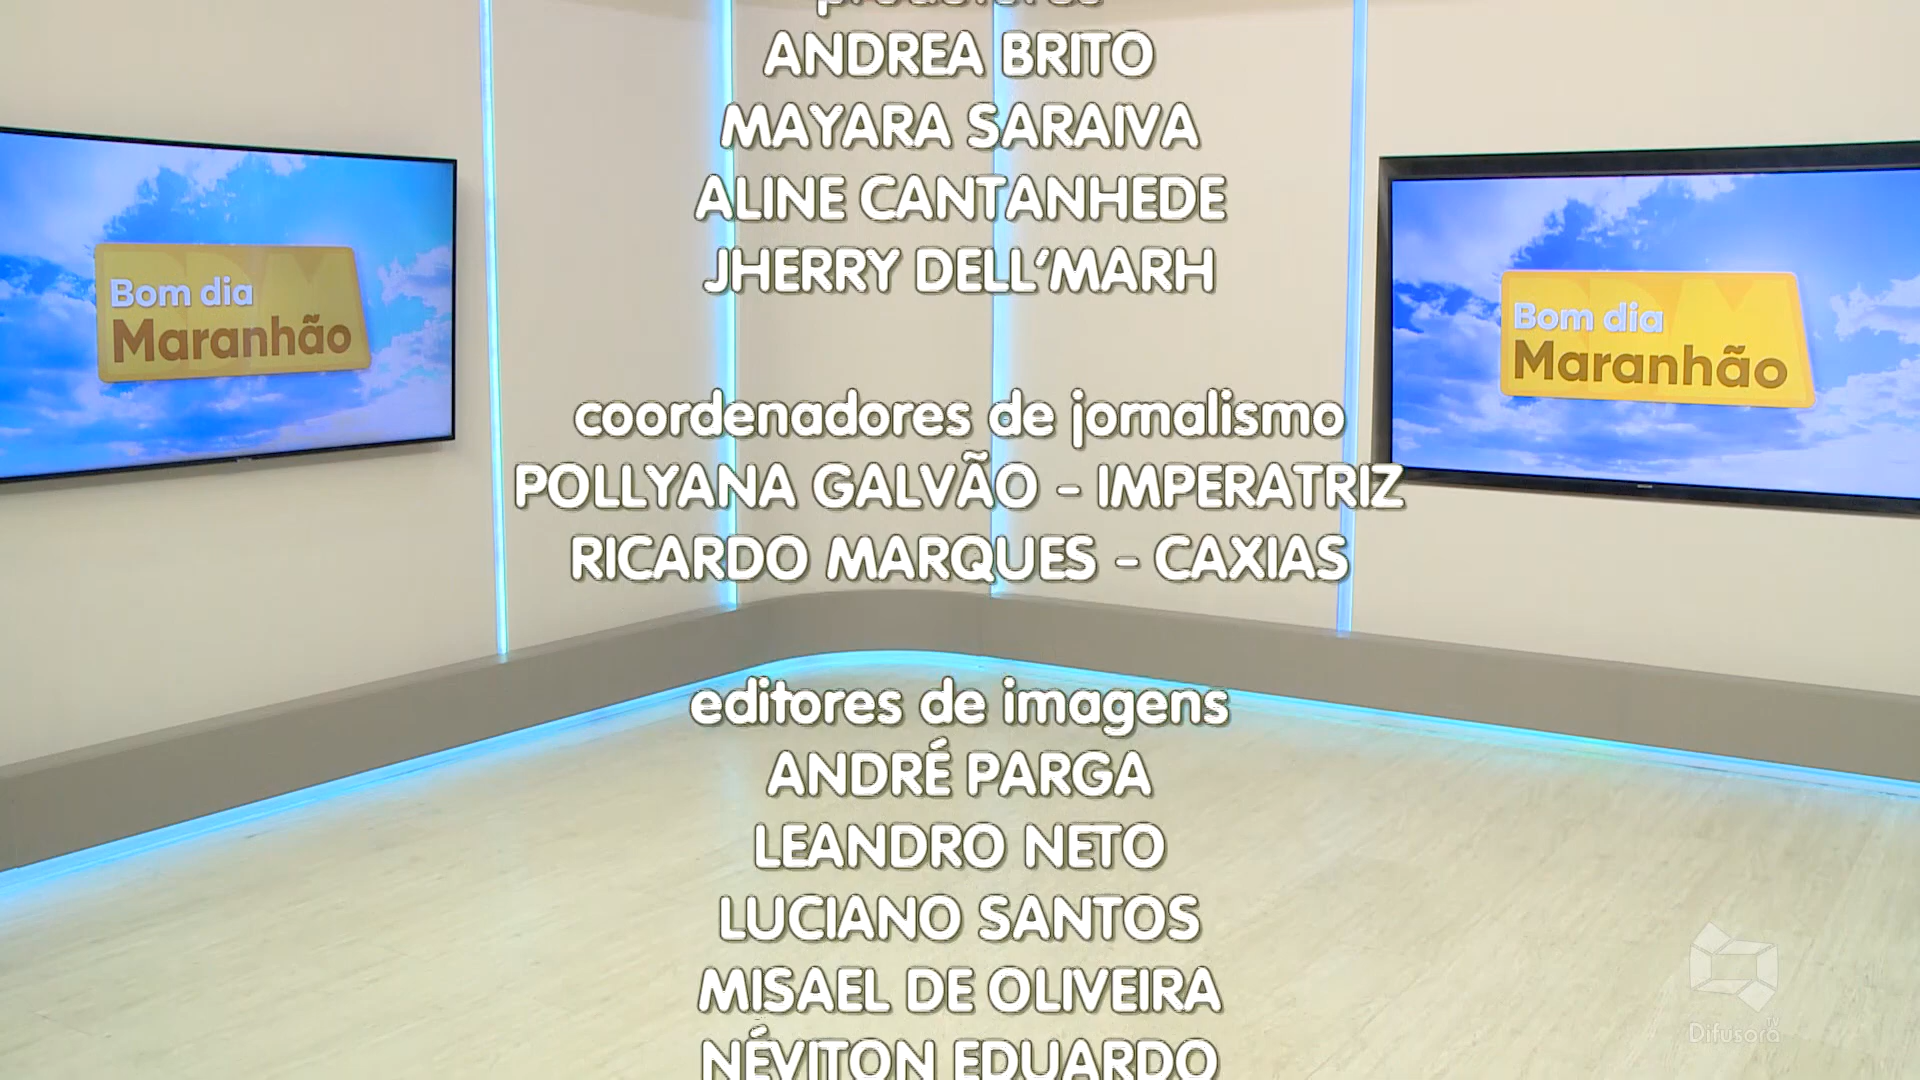 produtores
ANDREA BRITO
MAYARA SARAIVA
ALINE CANTANHEDE
JHERRY DELL'MARH
coordenadores de jornalismo
POLLYANA GALVÃO - IMPERATRIZ
RICARDO MARQUES - CAXIAS
editores de imagens
ANDRÉ PARGA
LEANDRO NETO
LUCIANO SANTOS
MISAEL DE OLIVEIRA
NÉVITON EDUARDO
Bom dia
Maranhão
Bom dia
Maranhão
TV
Difusora